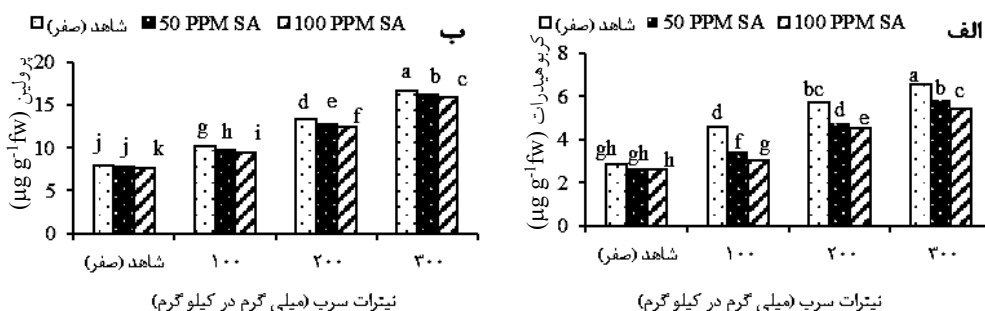 الف
□ شاهد (صفر) ■ 50 PPM SA □ 100 PPM SA
کربوهیدرات
(µg g⁻¹fw)
8
6
4
2
0
gh gh h
d f g
bc d e
a b c
شاهد (صفر) ۱۰۰ ۲۰۰ ۳۰۰
نیترات سرب (میلی گرم در کیلو گرم)
ب
□ شاهد (صفر) ■ 50 PPM SA □ 100 PPM SA
پرولین
(µg g⁻¹fw)
20
15
10
5
0
j j k
g h i
d e f
a b c
شاهد (صفر) ۱۰۰ ۲۰۰ ۳۰۰
نیترات سرب (میلی گرم در کیلو گرم)